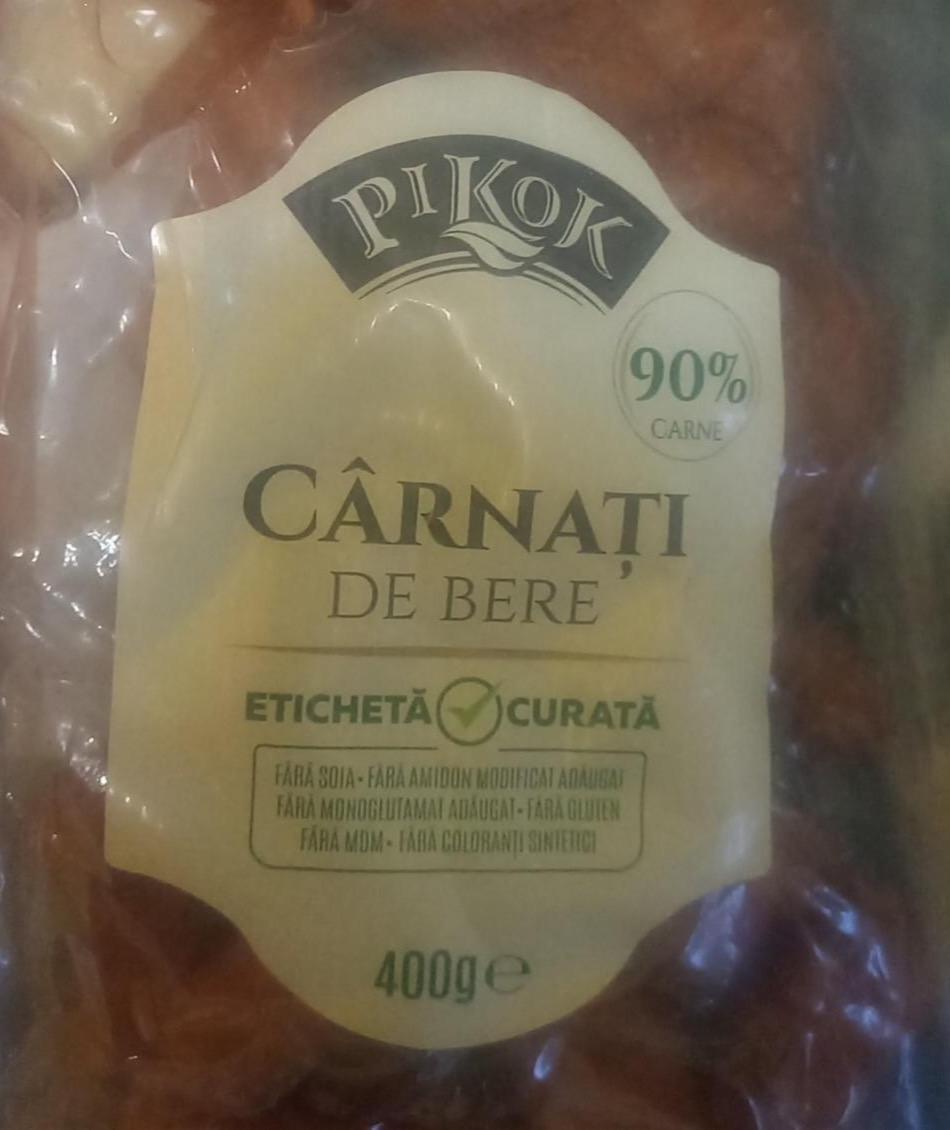 PIKOK
90%
CARNE
CÂRNAȚI
DE BERE
ETICHETĂ CURATĂ
FĂRĂ SOIA • FĂRĂ AMIDON MODIFICAT ADĂUGAT
FĂRĂ MONOGLUTAMAT ADĂUGAT • FĂRĂ GLUTEN
FĂRĂ MDM • FĂRĂ COLORANȚI SINTETICI
400g ℮